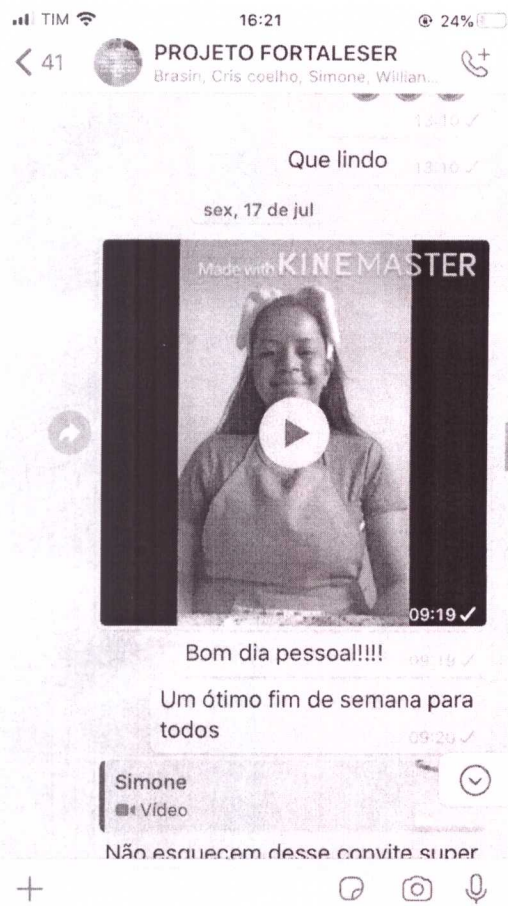 TIM 16:21 24%
41 PROJETO FORTALESER
Brasin, Cris coelho, Simone, Willian...
13:10
Que lindo 13:10
sex, 17 de jul
Made with KINEMASTER
09:19
Bom dia pessoal!!!! 09:19
Um ótimo fim de semana para
todos 09:20
Simone
Vídeo
Não esquecem desse convite super